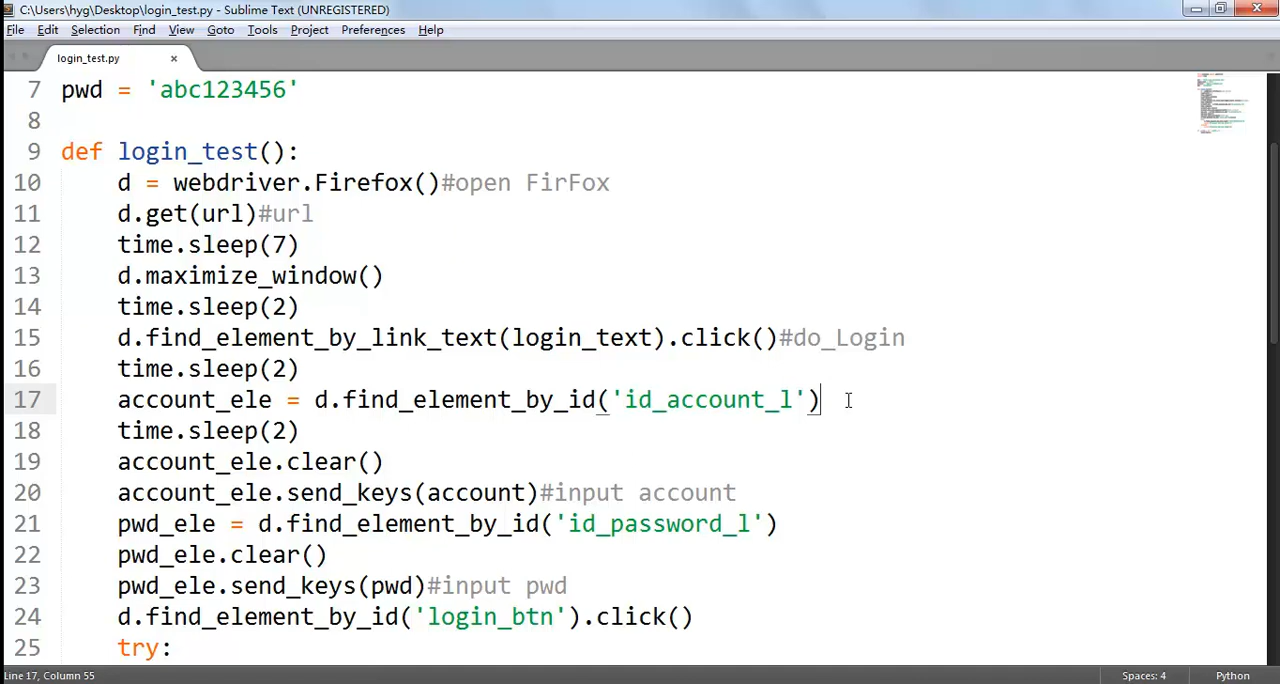 C:\Users\hyg\Desktop\login_test.py - Sublime Text (UNREGISTERED)
File Edit Selection Find View Goto Tools Project Preferences Help
login_test.py ×
7 pwd = 'abc123456'
8
9 def login_test():
10 d = webdriver.Firefox()#open FirFox
11 d.get(url)#url
12 time.sleep(7)
13 d.maximize_window()
14 time.sleep(2)
15 d.find_element_by_link_text(login_text).click()#do_Login
16 time.sleep(2)
17 account_ele = d.find_element_by_id('id_account_l')
18 time.sleep(2)
19 account_ele.clear()
20 account_ele.send_keys(account)#input account
21 pwd_ele = d.find_element_by_id('id_password_l')
22 pwd_ele.clear()
23 pwd_ele.send_keys(pwd)#input pwd
24 d.find_element_by_id('login_btn').click()
25 try:
Line 17, Column 55 Spaces: 4 Python